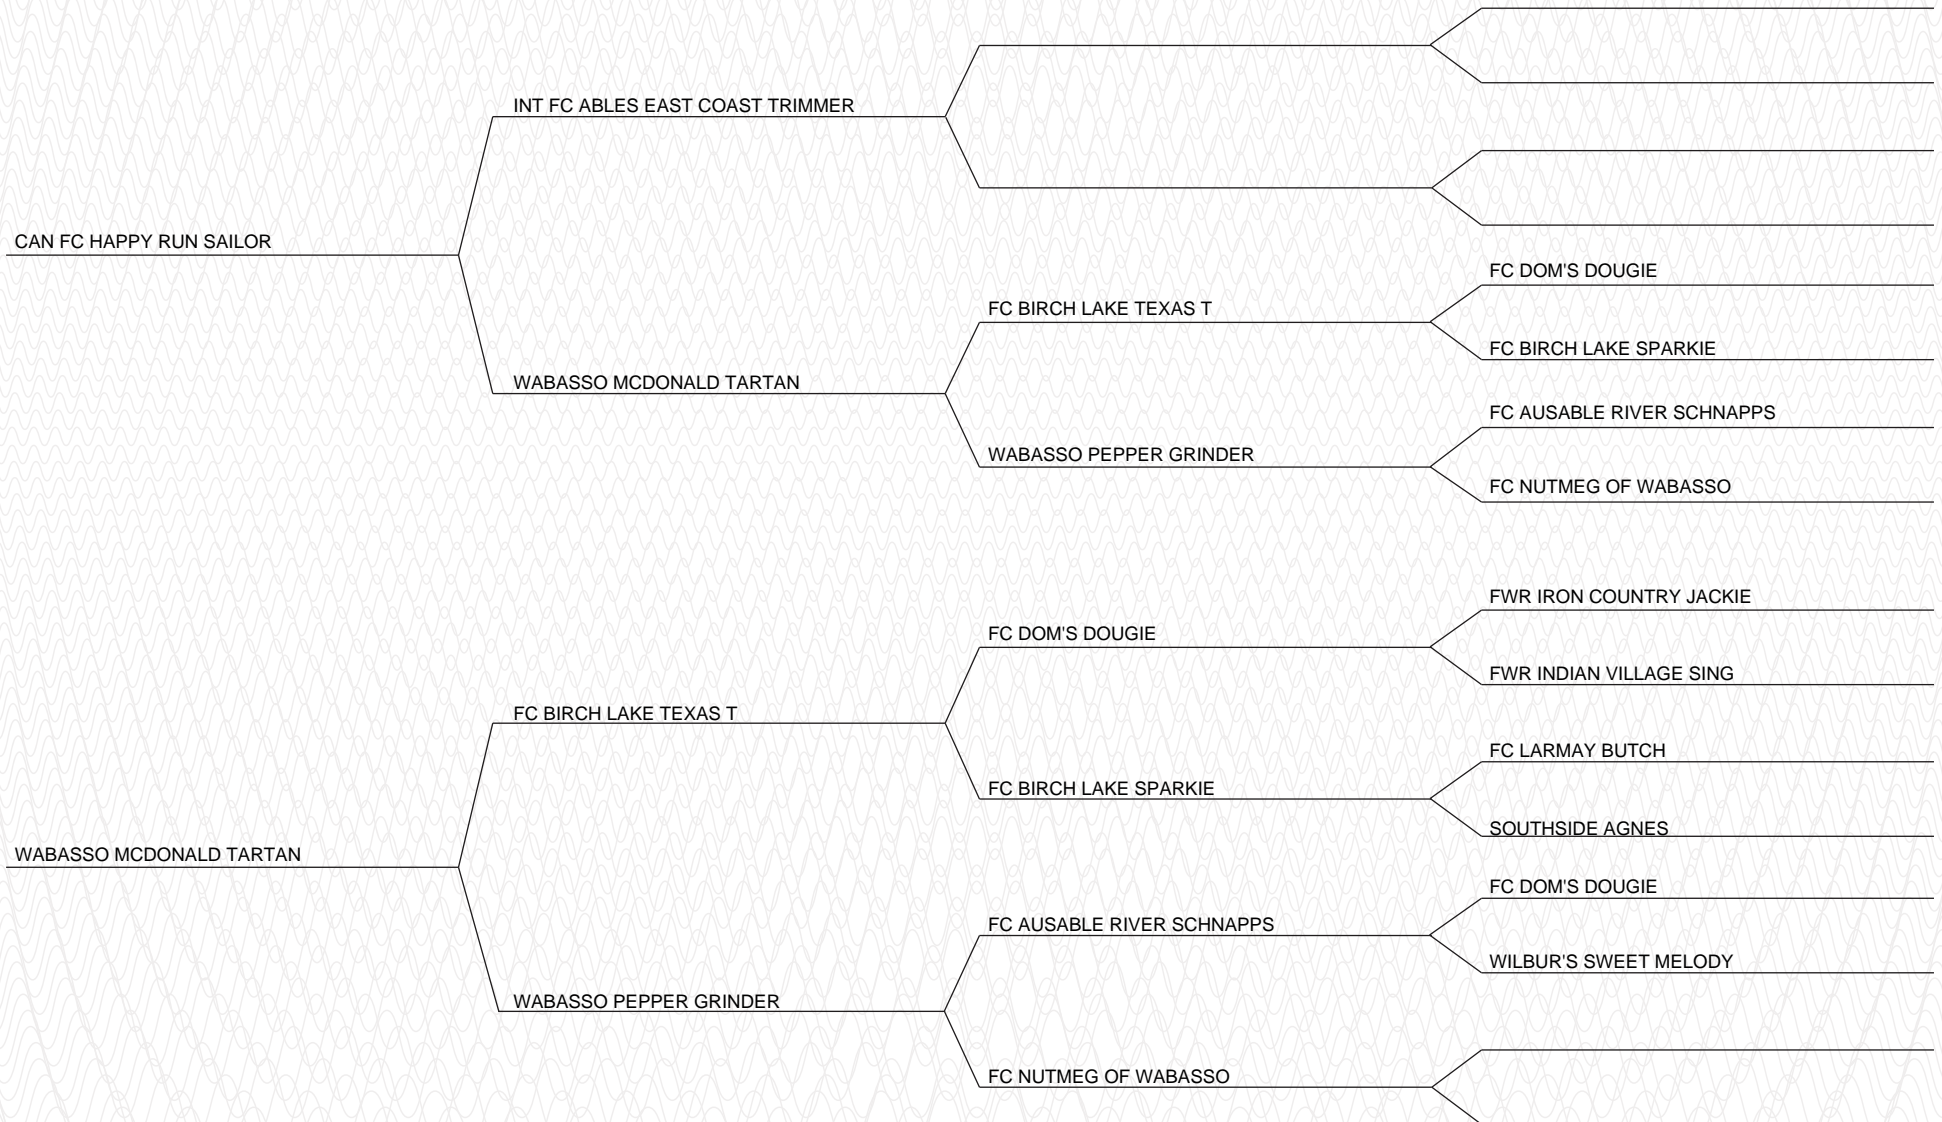 INT FC ABLES EAST COAST TRIMMER
CAN FC HAPPY RUN SAILOR
FC DOM'S DOUGIE
FC BIRCH LAKE TEXAS T
FC BIRCH LAKE SPARKIE
WABASSO MCDONALD TARTAN
FC AUSABLE RIVER SCHNAPPS
WABASSO PEPPER GRINDER
FC NUTMEG OF WABASSO
FWR IRON COUNTRY JACKIE
FC DOM'S DOUGIE
FWR INDIAN VILLAGE SING
FC BIRCH LAKE TEXAS T
FC LARMAY BUTCH
FC BIRCH LAKE SPARKIE
SOUTHSIDE AGNES
WABASSO MCDONALD TARTAN
FC DOM'S DOUGIE
FC AUSABLE RIVER SCHNAPPS
WILBUR'S SWEET MELODY
WABASSO PEPPER GRINDER
FC NUTMEG OF WABASSO